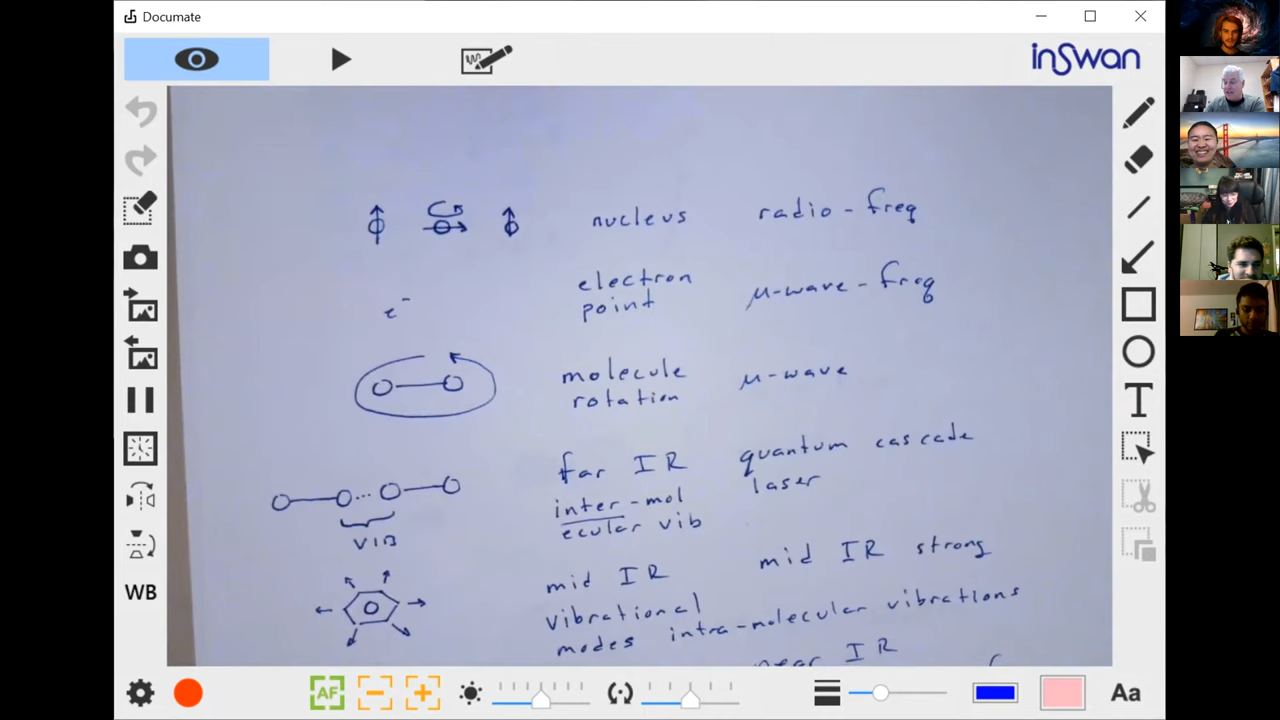 Documate
inswan
nucleus radio-freq
electron
point μ-wave-freq
e-
molecule
rotation μ-wave
far IR quantum cascade
laser
inter-mol
ecular vib
VIB
mid IR mid IR strong
vibrational
modes intra-molecular vibrations
near IR
WB
AF
T
Aa